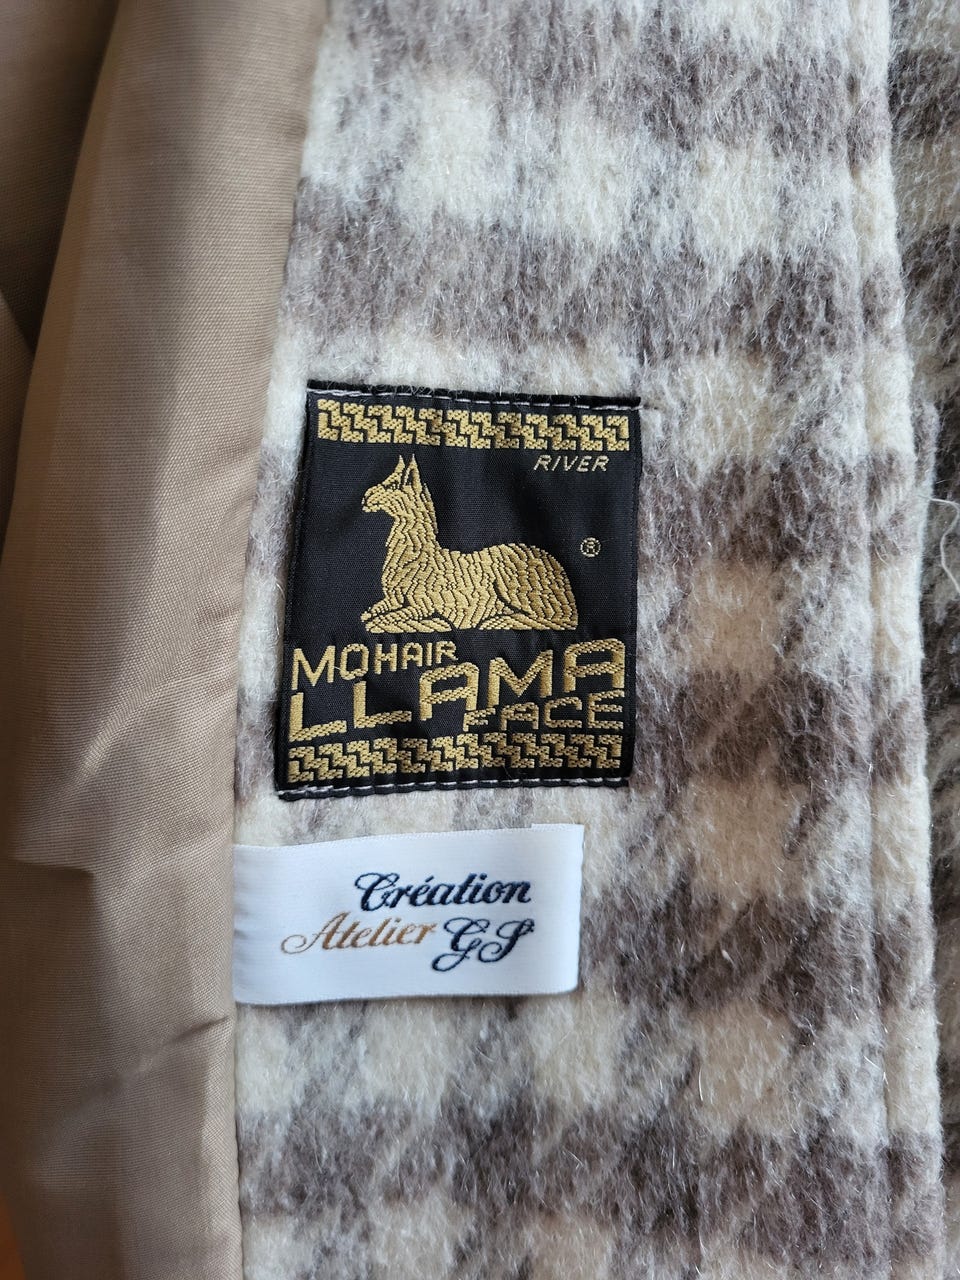 RIVER
®
MOHAIR
LLAMA
FACE
Création
Atelier GS